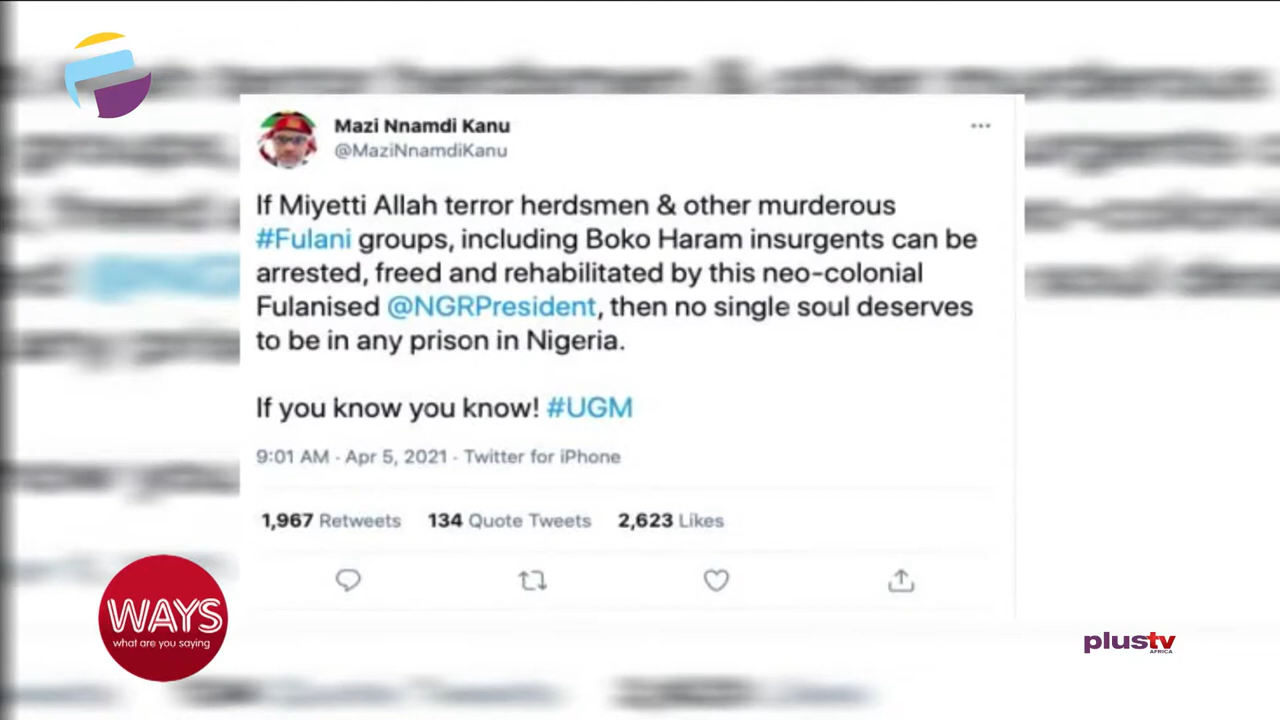 Mazi Nnamdi Kanu
@MaziNnamdiKanu
If Miyetti Allah terror herdsmen & other murderous
#Fulani groups, including Boko Haram insurgents can be
arrested, freed and rehabilitated by this neo-colonial
Fulanised @NGRPresident, then no single soul deserves
to be in any prison in Nigeria.
If you know you know! #UGM
9:01 AM · Apr 5, 2021 · Twitter for iPhone
1,967 Retweets 134 Quote Tweets 2,623 Likes
WAYS
what are you saying
plustv
AFRICA